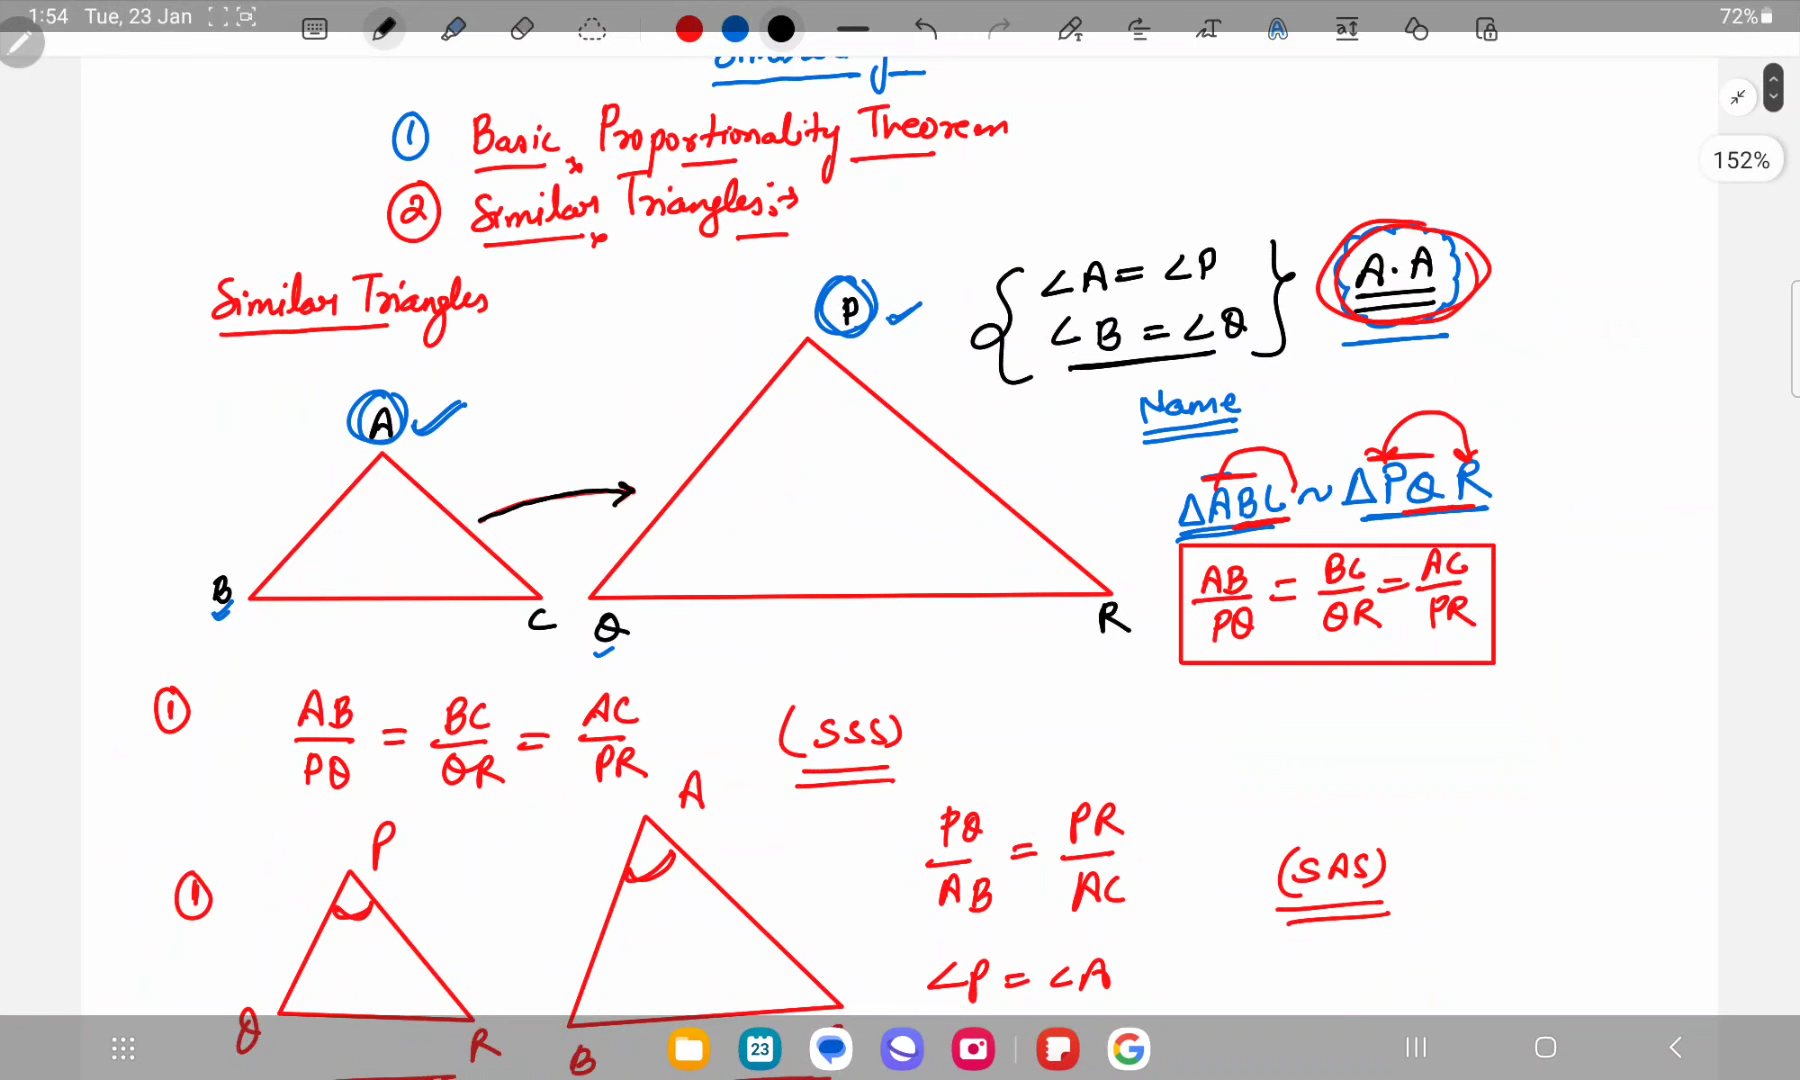 1:54 Tue, 23 Jan
72%
152%
① Basic Proportionality Theorem
② Similar Triangles :→
Similar Triangles
∠A = ∠P
∠B = ∠Q
A·A
Name
P
A
B
C
Q
R
ΔABC ~ ΔPQR
AB/PQ = BC/QR = AC/PR
① AB/PQ = BC/QR = AC/PR (SSS)
① PQ/AB = PR/AC (SAS)
∠P = ∠A
P
A
Q
R
B
23